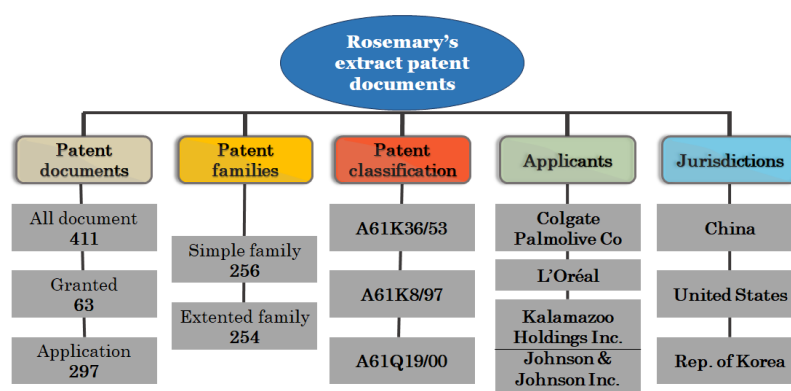 Rosemary's
extract patent
documents
Patent
documents
Patent
families
Patent
classification
Applicants
Jurisdictions
All document
411
Granted
63
Application
297
Simple family
256
Extented family
254
A61K36/53
A61K8/97
A61Q19/00
Colgate
Palmolive Co
L'Oréal
Kalamazoo
Holdings Inc.
Johnson &
Johnson Inc.
China
United States
Rep. of Korea